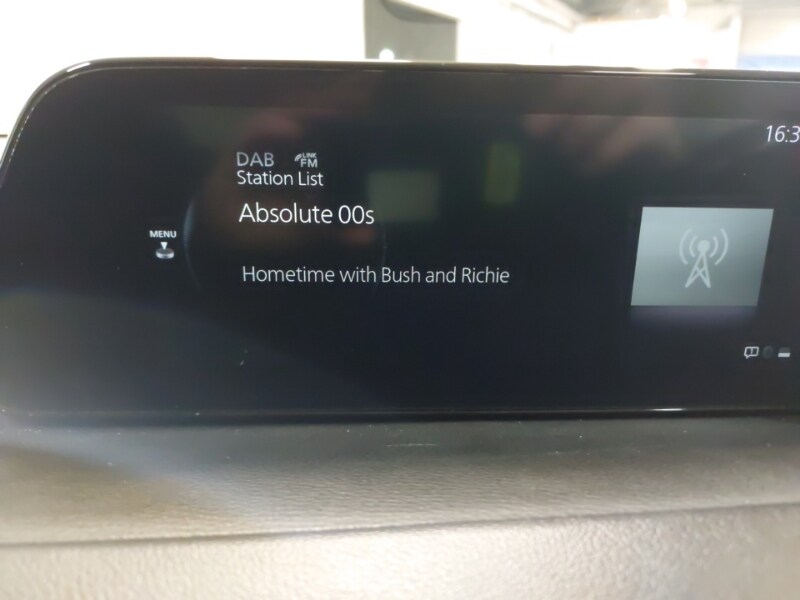 16:3
DAB LINK FM
Station List
Absolute 00s
MENU
Hometime with Bush and Richie